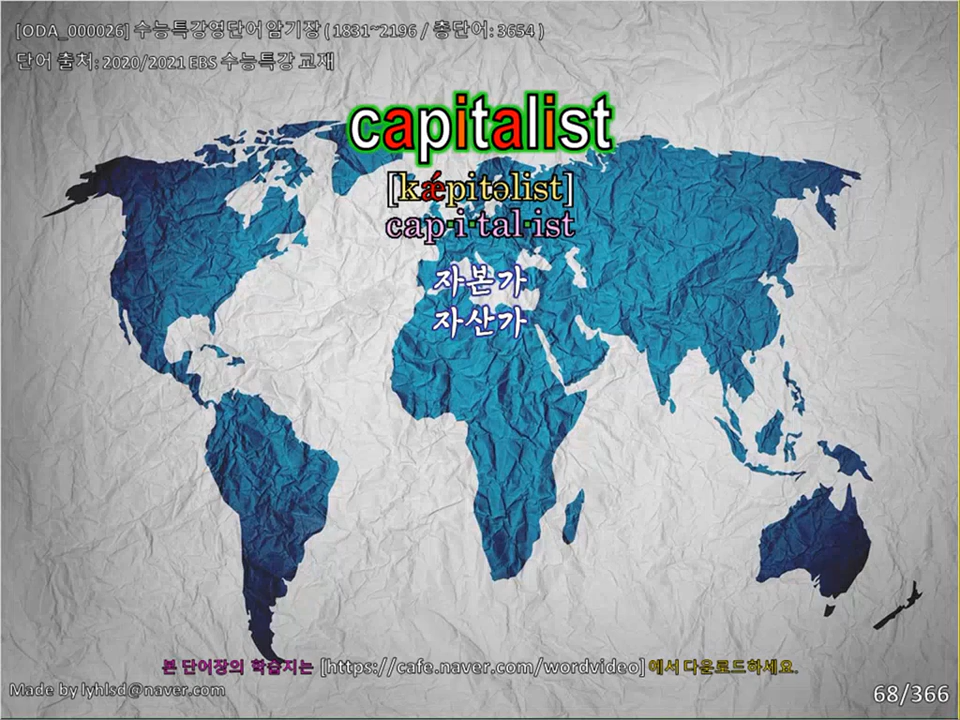 [ODA_000026] 수능특강영단어 암기장 ( 1831~2196 / 총단어: 3654 )
단어 출처: 2020/2021 EBS 수능특강 교재
capitalist
[kǽpitəlist]
cap·i·tal·ist
자본가
자산가
본 단어장의 학습지는 [https://cafe.naver.com/wordvideo] 에서 다운로드하세요.
Made by lyhlsd@naver.com
68/366